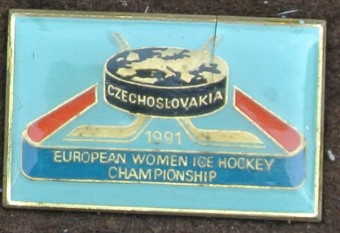 CZECHOSLOVAKIA
1991
EUROPEAN WOMEN ICE HOCKEY
CHAMPIONSHIP